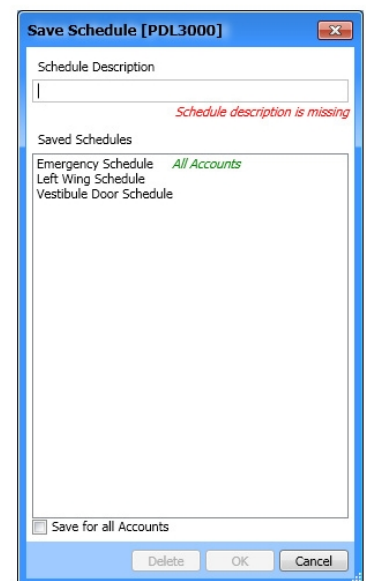 Save Schedule [PDL3000]
Schedule Description
Schedule description is missing
Saved Schedules
Emergency Schedule All Accounts
Left Wing Schedule
Vestibule Door Schedule
Save for all Accounts
Delete OK Cancel